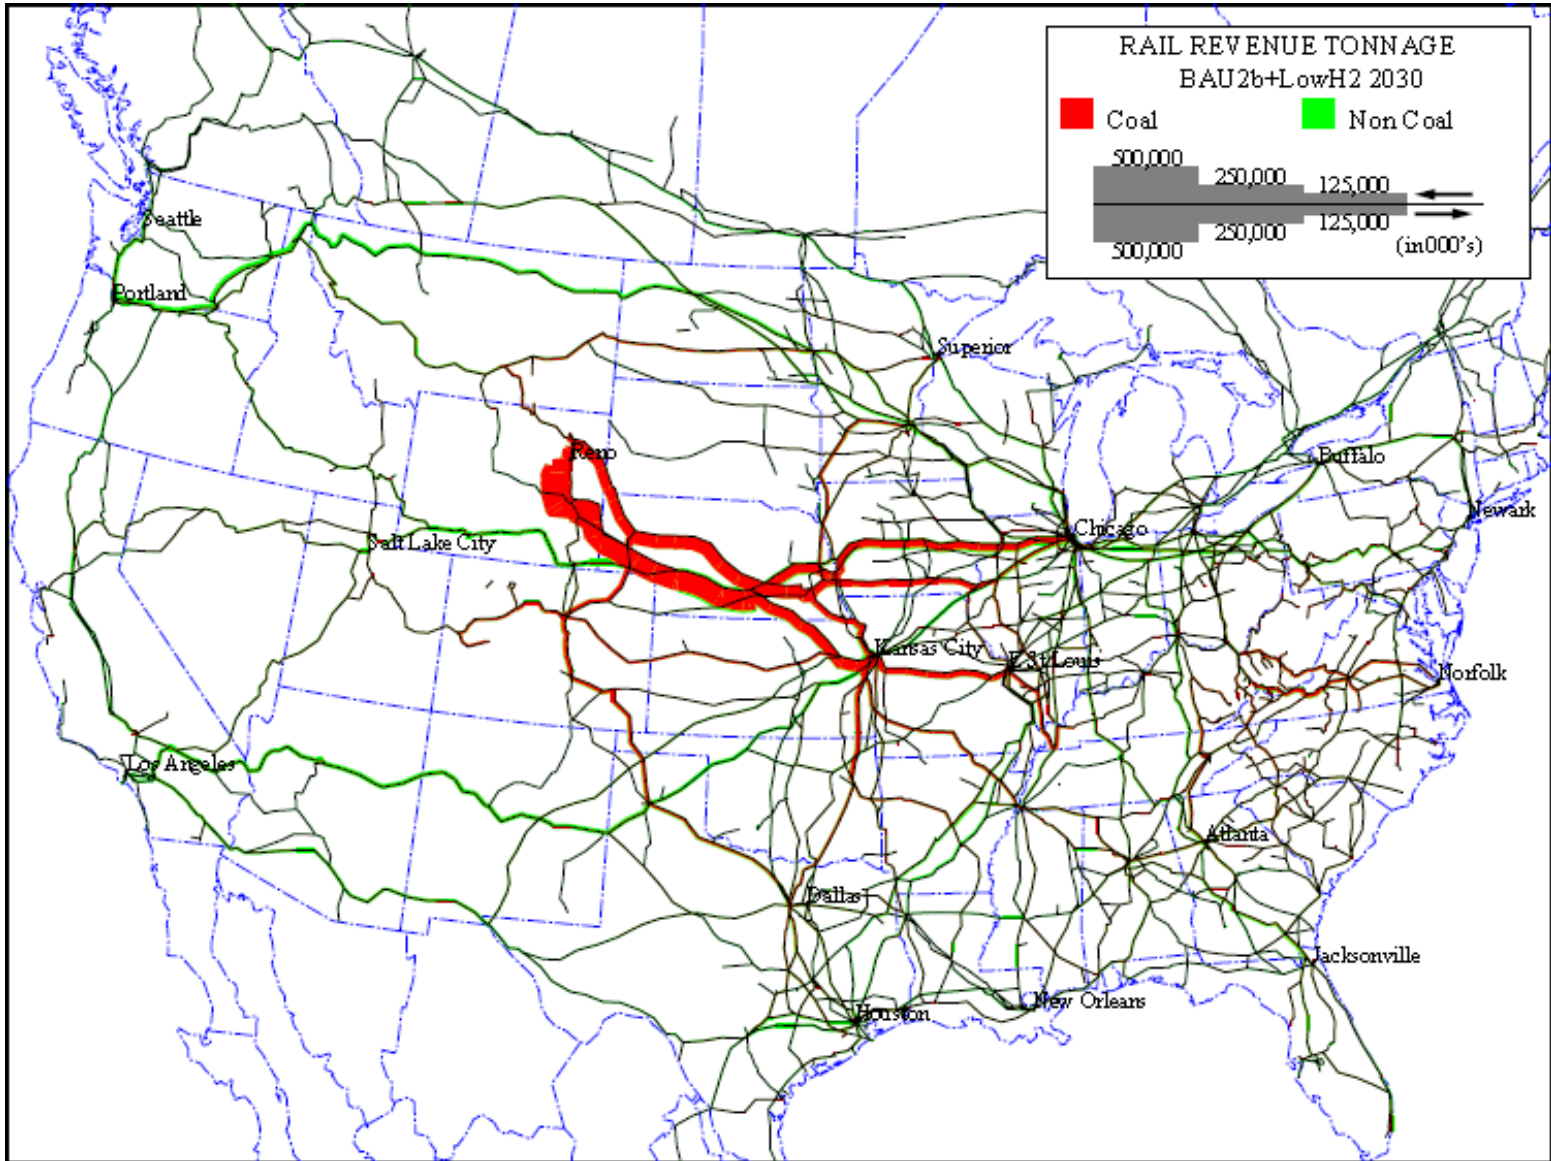 RAIL REVENUE TONNAGE
BAU2b+LowH2 2030
Coal
Non Coal
500,000
250,000
125,000
500,000
250,000
125,000
(in000's)
Seattle
Portland
Superior
Reno
Buffalo
Newark
Chicago
Salt Lake City
Kansas City
E St Louis
Norfolk
Los Angeles
Atlanta
Dallas
Jacksonville
New Orleans
Houston